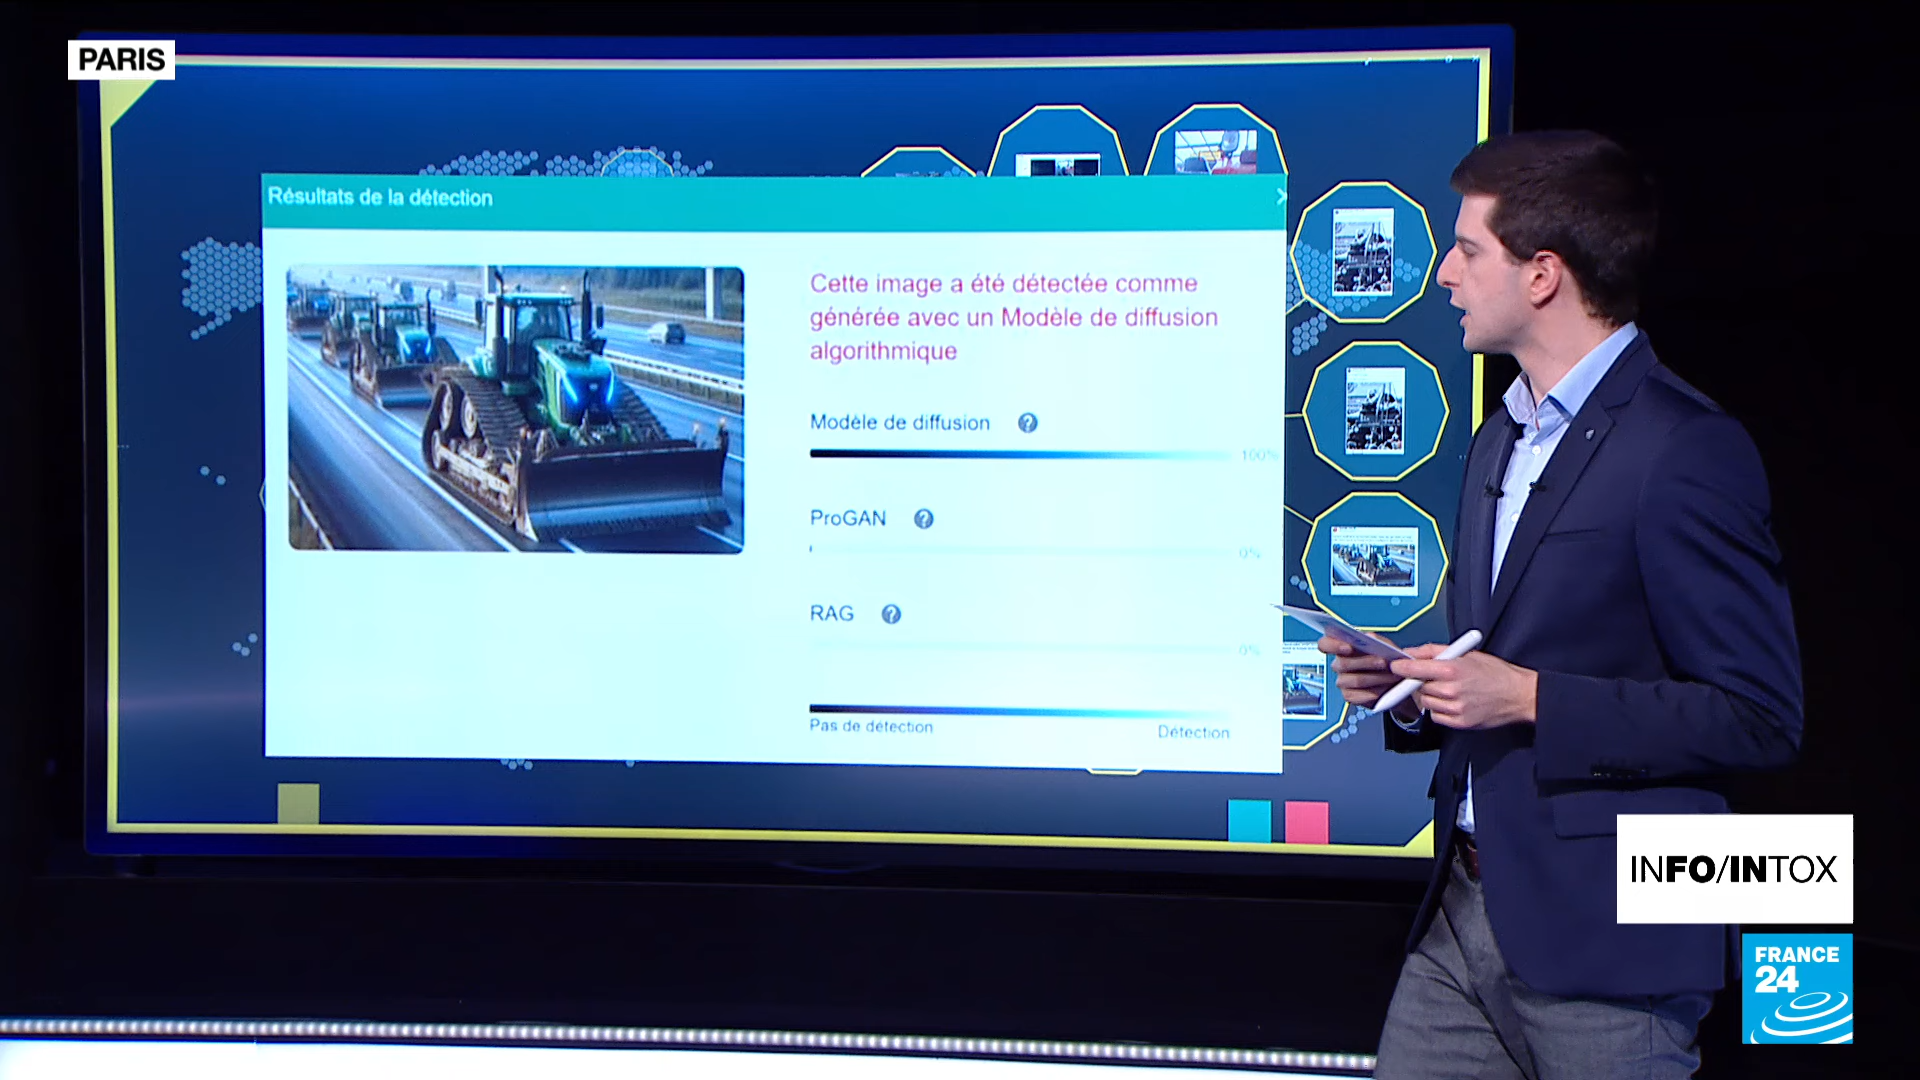 PARIS
Résultats de la détection
Cette image a été détectée comme
générée avec un Modèle de diffusion
algorithmique
Modèle de diffusion
100%
ProGAN
0%
RAG
0%
Pas de détection
Détection
INFO/INTOX
FRANCE
24